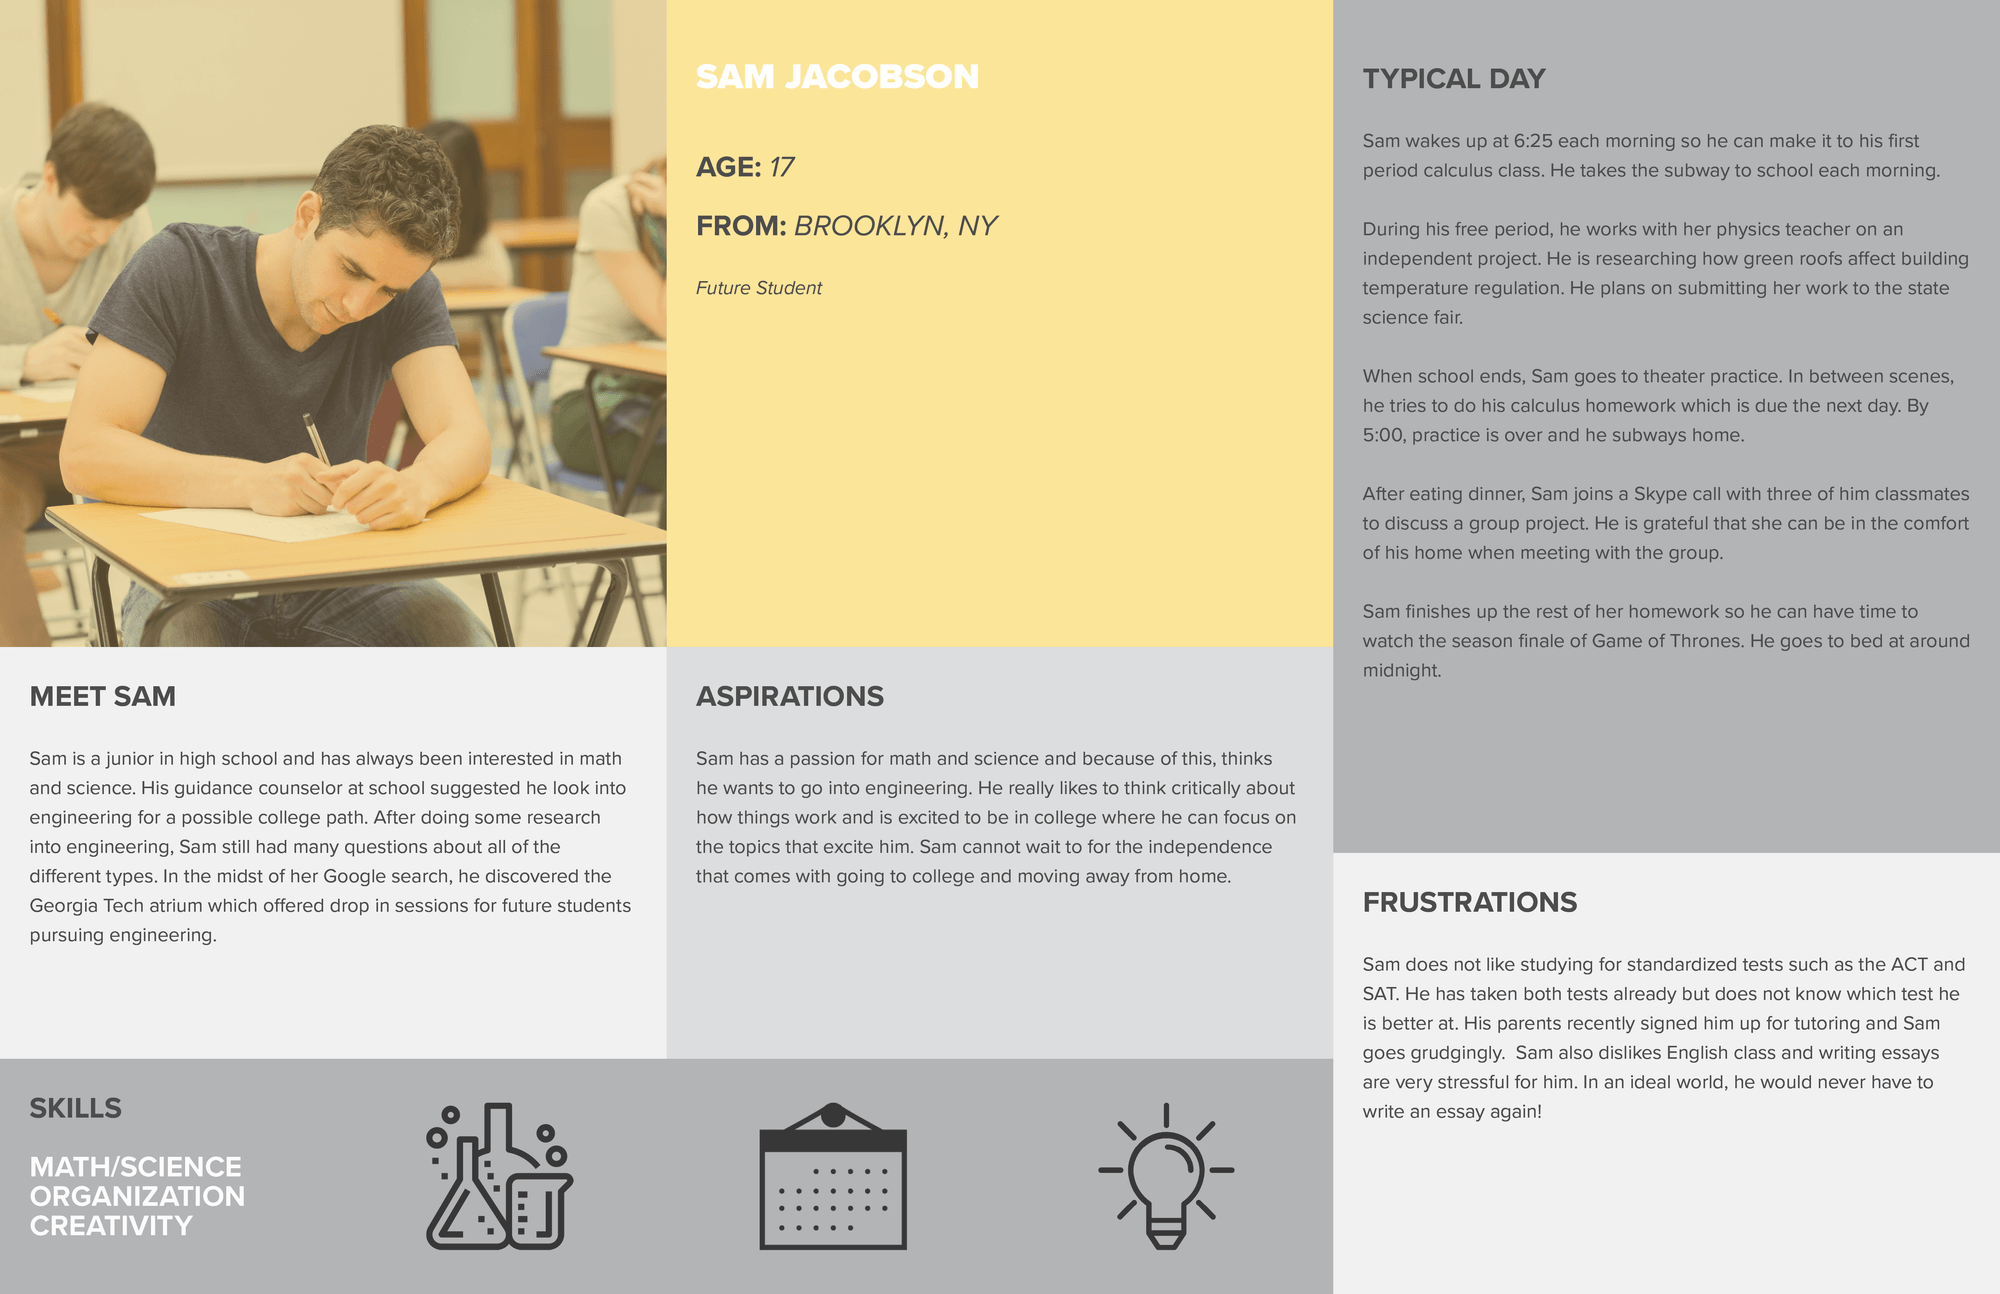 SAM JACOBSON
AGE: 17
FROM: BROOKLYN, NY
Future Student
MEET SAM
Sam is a junior in high school and has always been interested in math
and science. His guidance counselor at school suggested he look into
engineering for a possible college path. After doing some research
into engineering, Sam still had many questions about all of the
different types. In the midst of her Google search, he discovered the
Georgia Tech atrium which offered drop in sessions for future students
pursuing engineering.
ASPIRATIONS
Sam has a passion for math and science and because of this, thinks
he wants to go into engineering. He really likes to think critically about
how things work and is excited to be in college where he can focus on
the topics that excite him. Sam cannot wait to for the independence
that comes with going to college and moving away from home.
SKILLS
MATH/SCIENCE
ORGANIZATION
CREATIVITY
TYPICAL DAY
Sam wakes up at 6:25 each morning so he can make it to his first
period calculus class. He takes the subway to school each morning.
During his free period, he works with her physics teacher on an
independent project. He is researching how green roofs affect building
temperature regulation. He plans on submitting her work to the state
science fair.
When school ends, Sam goes to theater practice. In between scenes,
he tries to do his calculus homework which is due the next day. By
5:00, practice is over and he subways home.
After eating dinner, Sam joins a Skype call with three of him classmates
to discuss a group project. He is grateful that she can be in the comfort
of his home when meeting with the group.
Sam finishes up the rest of her homework so he can have time to
watch the season finale of Game of Thrones. He goes to bed at around
midnight.
FRUSTRATIONS
Sam does not like studying for standardized tests such as the ACT and
SAT. He has taken both tests already but does not know which test he
is better at. His parents recently signed him up for tutoring and Sam
goes grudgingly.  Sam also dislikes English class and writing essays
are very stressful for him. In an ideal world, he would never have to
write an essay again!